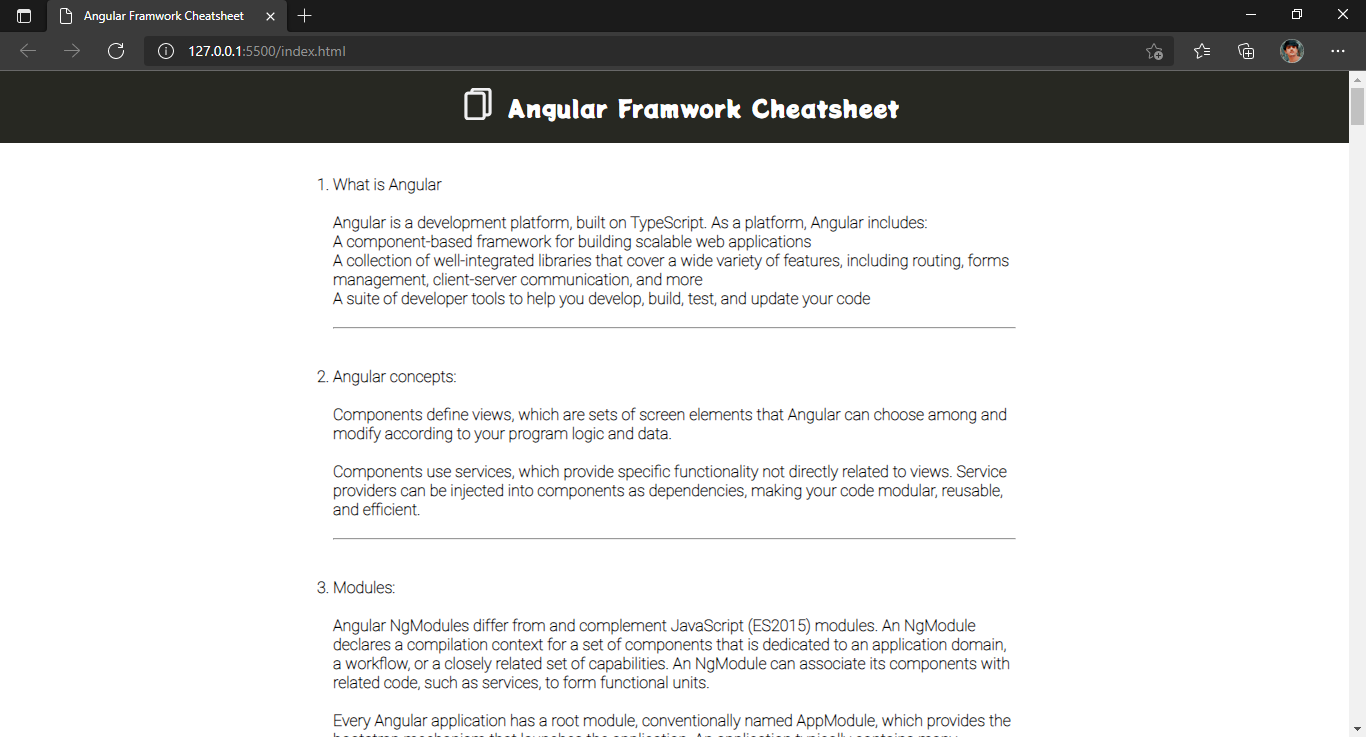 Angular Framwork Cheatsheet
127.0.0.1:5500/index.html
Angular Framwork Cheatsheet
1. What is Angular
Angular is a development platform, built on TypeScript. As a platform, Angular includes:
A component-based framework for building scalable web applications
A collection of well-integrated libraries that cover a wide variety of features, including routing, forms
management, client-server communication, and more
A suite of developer tools to help you develop, build, test, and update your code
2. Angular concepts:
Components define views, which are sets of screen elements that Angular can choose among and
modify according to your program logic and data.
Components use services, which provide specific functionality not directly related to views. Service
providers can be injected into components as dependencies, making your code modular, reusable,
and efficient.
3. Modules:
Angular NgModules differ from and complement JavaScript (ES2015) modules. An NgModule
declares a compilation context for a set of components that is dedicated to an application domain,
a workflow, or a closely related set of capabilities. An NgModule can associate its components with
related code, such as services, to form functional units.
Every Angular application has a root module, conventionally named AppModule, which provides the